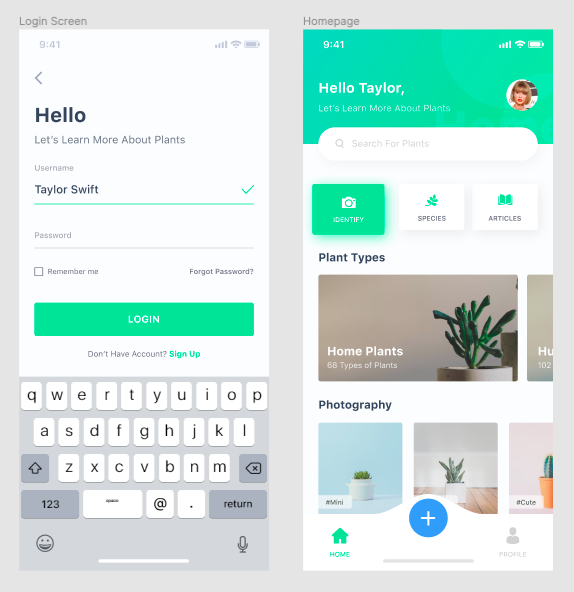 Login Screen
9:41
Hello
Let's Learn More About Plants
Username
Taylor Swift
Password
Remember me
Forgot Password?
LOGIN
Don't Have Account? Sign Up
q w e r t y u i o p
a s d f g h j k l
z x c v b n m
123 space @ . return
Homepage
9:41
Hello Taylor,
Let's Learn More About Plants
Search For Plants
IDENTIFY
SPECIES
ARTICLES
Plant Types
Home Plants
68 Types of Plants
Hu
102
Photography
#Mini
#Cute
HOME
PROFILE